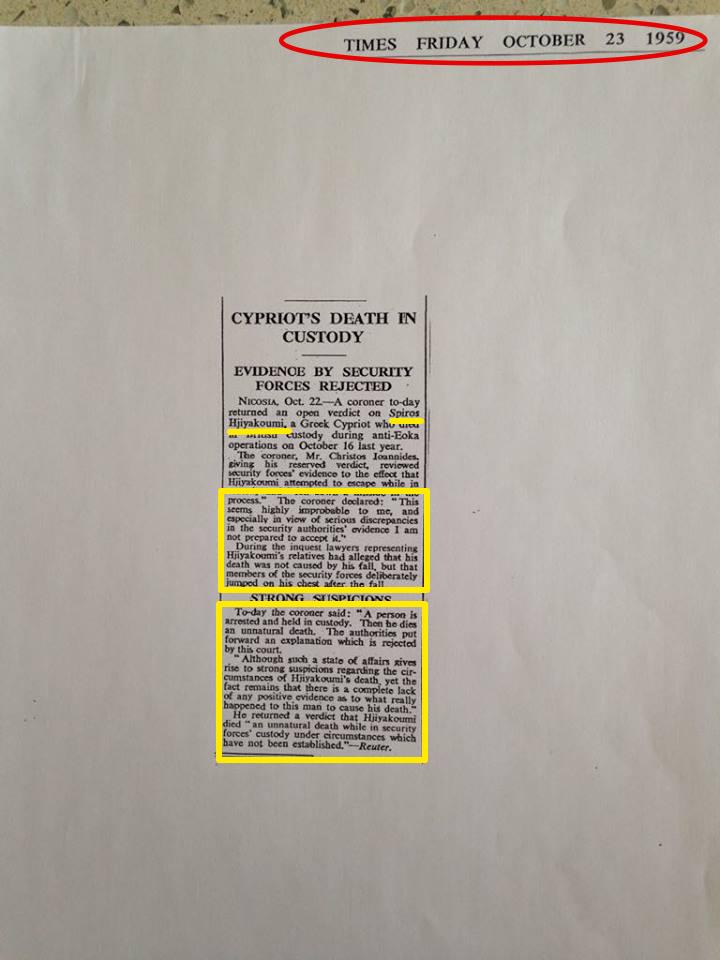 TIMES FRIDAY OCTOBER 23 1959
CYPRIOT'S DEATH IN
CUSTODY
EVIDENCE BY SECURITY
FORCES REJECTED
NICOSIA, Oct. 22.—A coroner to-day
returned an open verdict on Spiros
Hjiyakoumi, a Greek Cypriot who died
in British custody during anti-Eoka
operations on October 16 last year.
The coroner, Mr. Christos Ioannides,
giving his reserved verdict, reviewed
security forces' evidence to the effect that
Hjiyakoumi attempted to escape while in
in the
process." The coroner declared: "This
seems highly improbable to me, and
especially in view of serious discrepancies
in the security authorities' evidence I am
not prepared to accept it."
During the inquest lawyers representing
Hjiyakoumi's relatives had alleged that his
death was not caused by his fall, but that
members of the security forces deliberately
jumped on his chest after the fall.
STRONG SUSPICIONS
To-day the coroner said: "A person is
arrested and held in custody. Then he dies
an unnatural death. The authorities put
forward an explanation which is rejected
by this court.
"Although such a state of affairs gives
rise to strong suspicions regarding the cir-
cumstances of Hjiyakoumi's death, yet the
fact remains that there is a complete lack
of any positive evidence as to what really
happened to this man to cause his death."
He returned a verdict that Hjiyakoumi
died "an unnatural death while in security
forces' custody under circumstances which
have not been established."—Reuter.